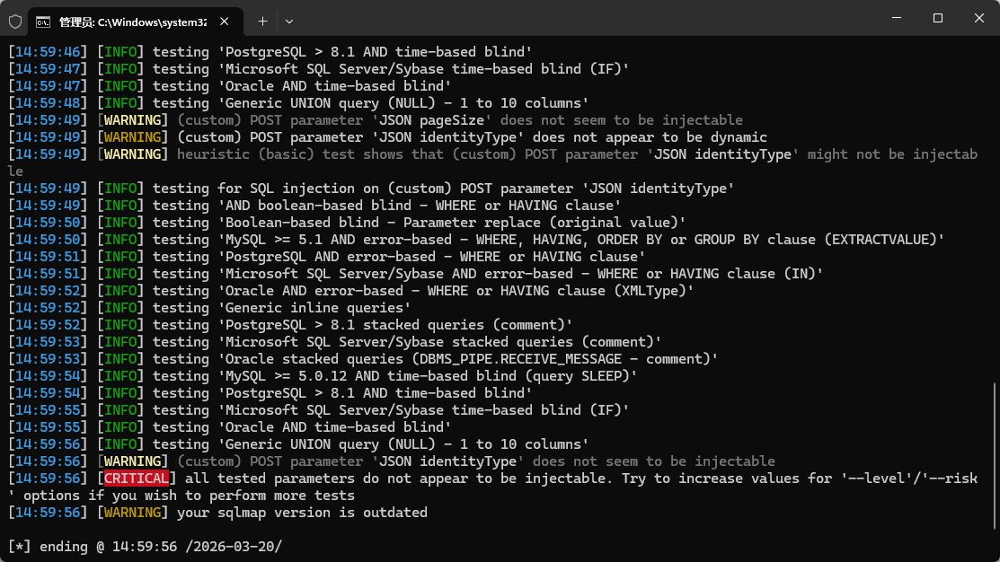 管理员: C:\Windows\system32
[14:59:46] [INFO] testing 'PostgreSQL > 8.1 AND time-based blind'
[14:59:47] [INFO] testing 'Microsoft SQL Server/Sybase time-based blind (IF)'
[14:59:47] [INFO] testing 'Oracle AND time-based blind'
[14:59:48] [INFO] testing 'Generic UNION query (NULL) - 1 to 10 columns'
[14:59:49] [WARNING] (custom) POST parameter 'JSON pageSize' does not seem to be injectable
[14:59:49] [WARNING] (custom) POST parameter 'JSON identityType' does not appear to be dynamic
[14:59:49] [WARNING] heuristic (basic) test shows that (custom) POST parameter 'JSON identityType' might not be injectab
le
[14:59:49] [INFO] testing for SQL injection on (custom) POST parameter 'JSON identityType'
[14:59:49] [INFO] testing 'AND boolean-based blind - WHERE or HAVING clause'
[14:59:50] [INFO] testing 'Boolean-based blind - Parameter replace (original value)'
[14:59:50] [INFO] testing 'MySQL >= 5.1 AND error-based - WHERE, HAVING, ORDER BY or GROUP BY clause (EXTRACTVALUE)'
[14:59:51] [INFO] testing 'PostgreSQL AND error-based - WHERE or HAVING clause'
[14:59:51] [INFO] testing 'Microsoft SQL Server/Sybase AND error-based - WHERE or HAVING clause (IN)'
[14:59:52] [INFO] testing 'Oracle AND error-based - WHERE or HAVING clause (XMLType)'
[14:59:52] [INFO] testing 'Generic inline queries'
[14:59:52] [INFO] testing 'PostgreSQL > 8.1 stacked queries (comment)'
[14:59:53] [INFO] testing 'Microsoft SQL Server/Sybase stacked queries (comment)'
[14:59:53] [INFO] testing 'Oracle stacked queries (DBMS_PIPE.RECEIVE_MESSAGE - comment)'
[14:59:54] [INFO] testing 'MySQL >= 5.0.12 AND time-based blind (query SLEEP)'
[14:59:54] [INFO] testing 'PostgreSQL > 8.1 AND time-based blind'
[14:59:55] [INFO] testing 'Microsoft SQL Server/Sybase time-based blind (IF)'
[14:59:55] [INFO] testing 'Oracle AND time-based blind'
[14:59:56] [INFO] testing 'Generic UNION query (NULL) - 1 to 10 columns'
[14:59:56] [WARNING] (custom) POST parameter 'JSON identityType' does not seem to be injectable
[14:59:56] [CRITICAL] all tested parameters do not appear to be injectable. Try to increase values for '--level'/'--risk
' options if you wish to perform more tests
[14:59:56] [WARNING] your sqlmap version is outdated
[*] ending @ 14:59:56 /2026-03-20/